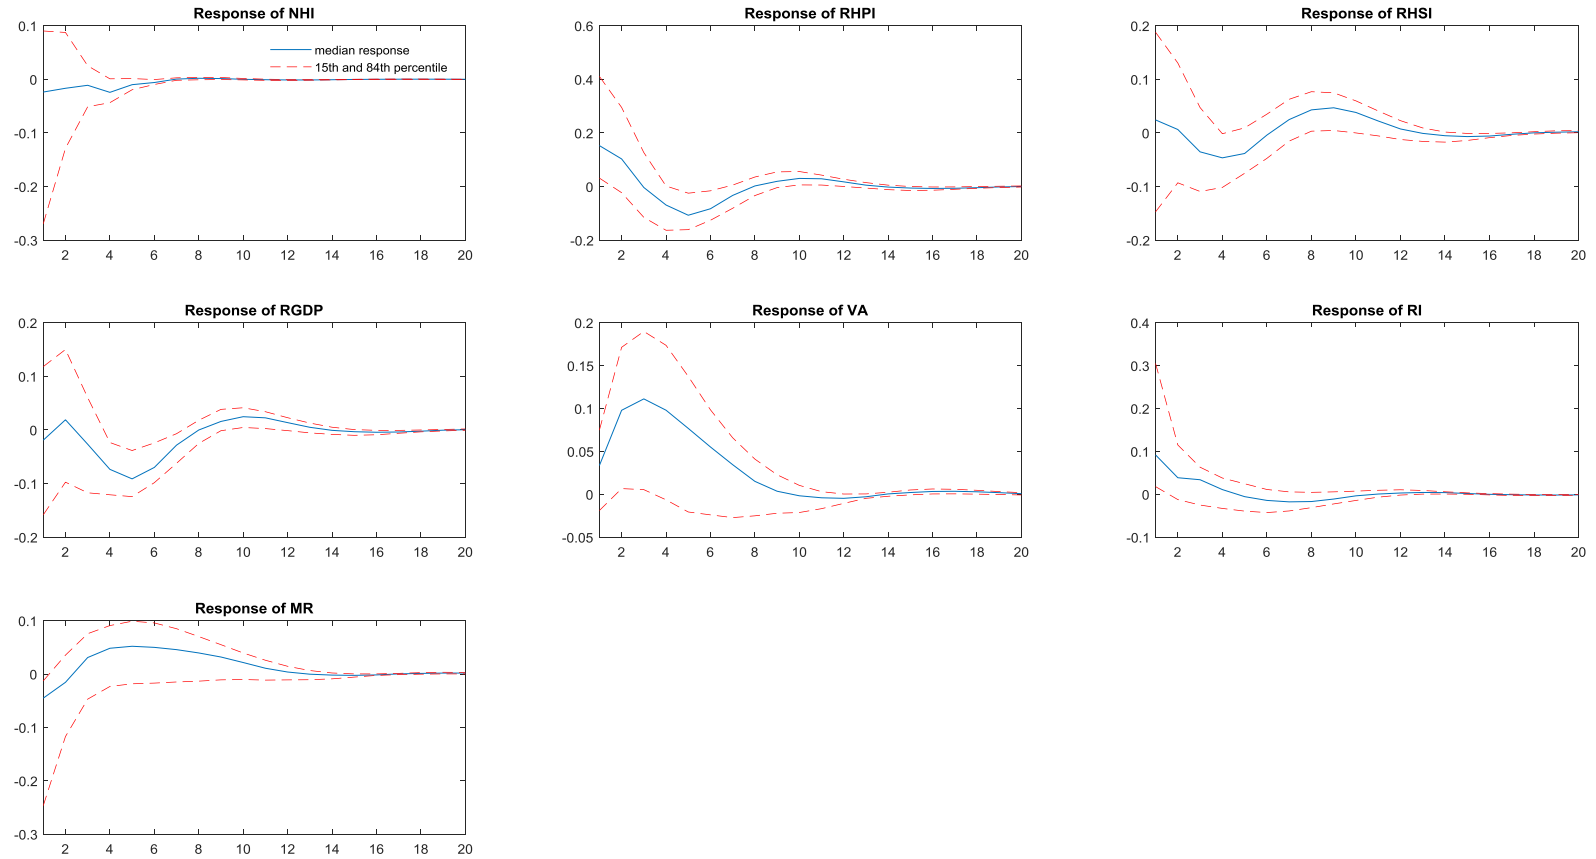 Response of NHI
0.1
0
-0.1
-0.2
-0.3
median response
15th and 84th percentile
2 4 6 8 10 12 14 16 18 20
Response of RHPI
0.6
0.4
0.2
0
-0.2
2 4 6 8 10 12 14 16 18 20
Response of RHSI
0.2
0.1
0
-0.1
-0.2
2 4 6 8 10 12 14 16 18 20
Response of RGDP
0.2
0.1
0
-0.1
-0.2
2 4 6 8 10 12 14 16 18 20
Response of VA
0.2
0.15
0.1
0.05
0
-0.05
2 4 6 8 10 12 14 16 18 20
Response of RI
0.4
0.3
0.2
0.1
0
-0.1
2 4 6 8 10 12 14 16 18 20
Response of MR
0.1
0
-0.1
-0.2
-0.3
2 4 6 8 10 12 14 16 18 20